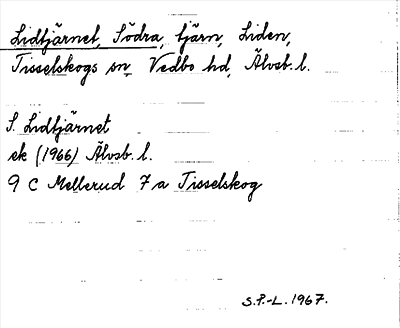 Lidtjärnet, Södra, tjärn, Liden,
Tisselskogs sn, Vedbo hd, Älvsb. l.
S. Lidtjärnet
ek (1966) Älvsb. l.
9 C Mellerud 7 a Tisselskog
S.P.-L. 1967.